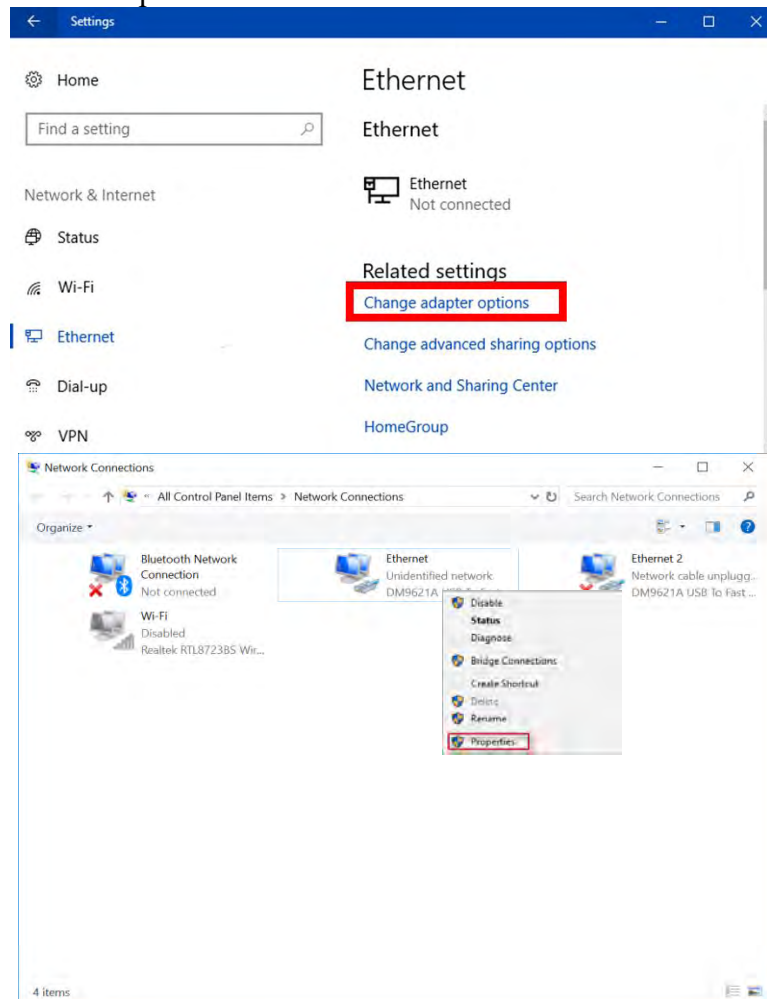 Settings
Home
Find a setting
Network & Internet
Status
Wi-Fi
Ethernet
Dial-up
VPN
Ethernet
Ethernet
Ethernet
Not connected
Related settings
Change adapter options
Change advanced sharing options
Network and Sharing Center
HomeGroup
Network Connections
All Control Panel Items > Network Connections
Search Network Connections
Organize
Bluetooth Network
Connection
Not connected
Ethernet
Unidentified network
DM9621A
Ethernet 2
Network cable unplugg...
DM9621A USB To Fast ...
Wi-Fi
Disabled
Realtek RTL8723BS Wir...
Disable
Status
Diagnose
Bridge Connections
Create Shortcut
Delete
Rename
Properties
4 items